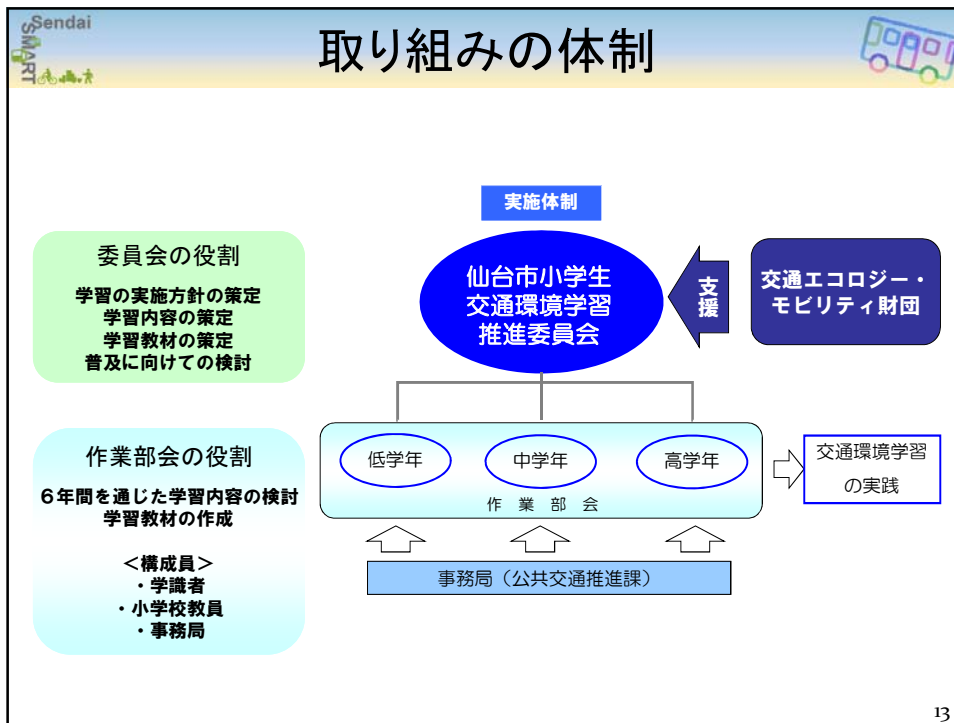 Sendai
SMART
取り組みの体制
実施体制
委員会の役割
学習の実施方針の策定
学習内容の策定
学習教材の策定
普及に向けての検討
仙台市小学生
交通環境学習
推進委員会
支援
交通エコロジー・
モビリティ財団
作業部会の役割
６年間を通じた学習内容の検討
学習教材の作成
＜構成員＞
・学識者
・小学校教員
・事務局
低学年
中学年
高学年
作 業 部 会
交通環境学習
の実践
事務局（公共交通推進課）
13